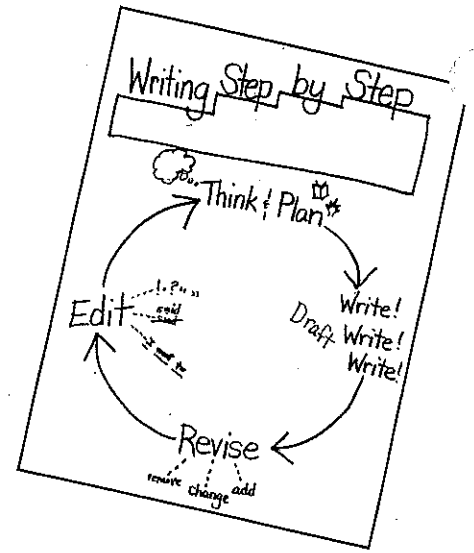 Writing Step by Step
Think & Plan
Draft
Write!
Write!
Write!
Revise
remove change add
Edit
! . ? " "
said